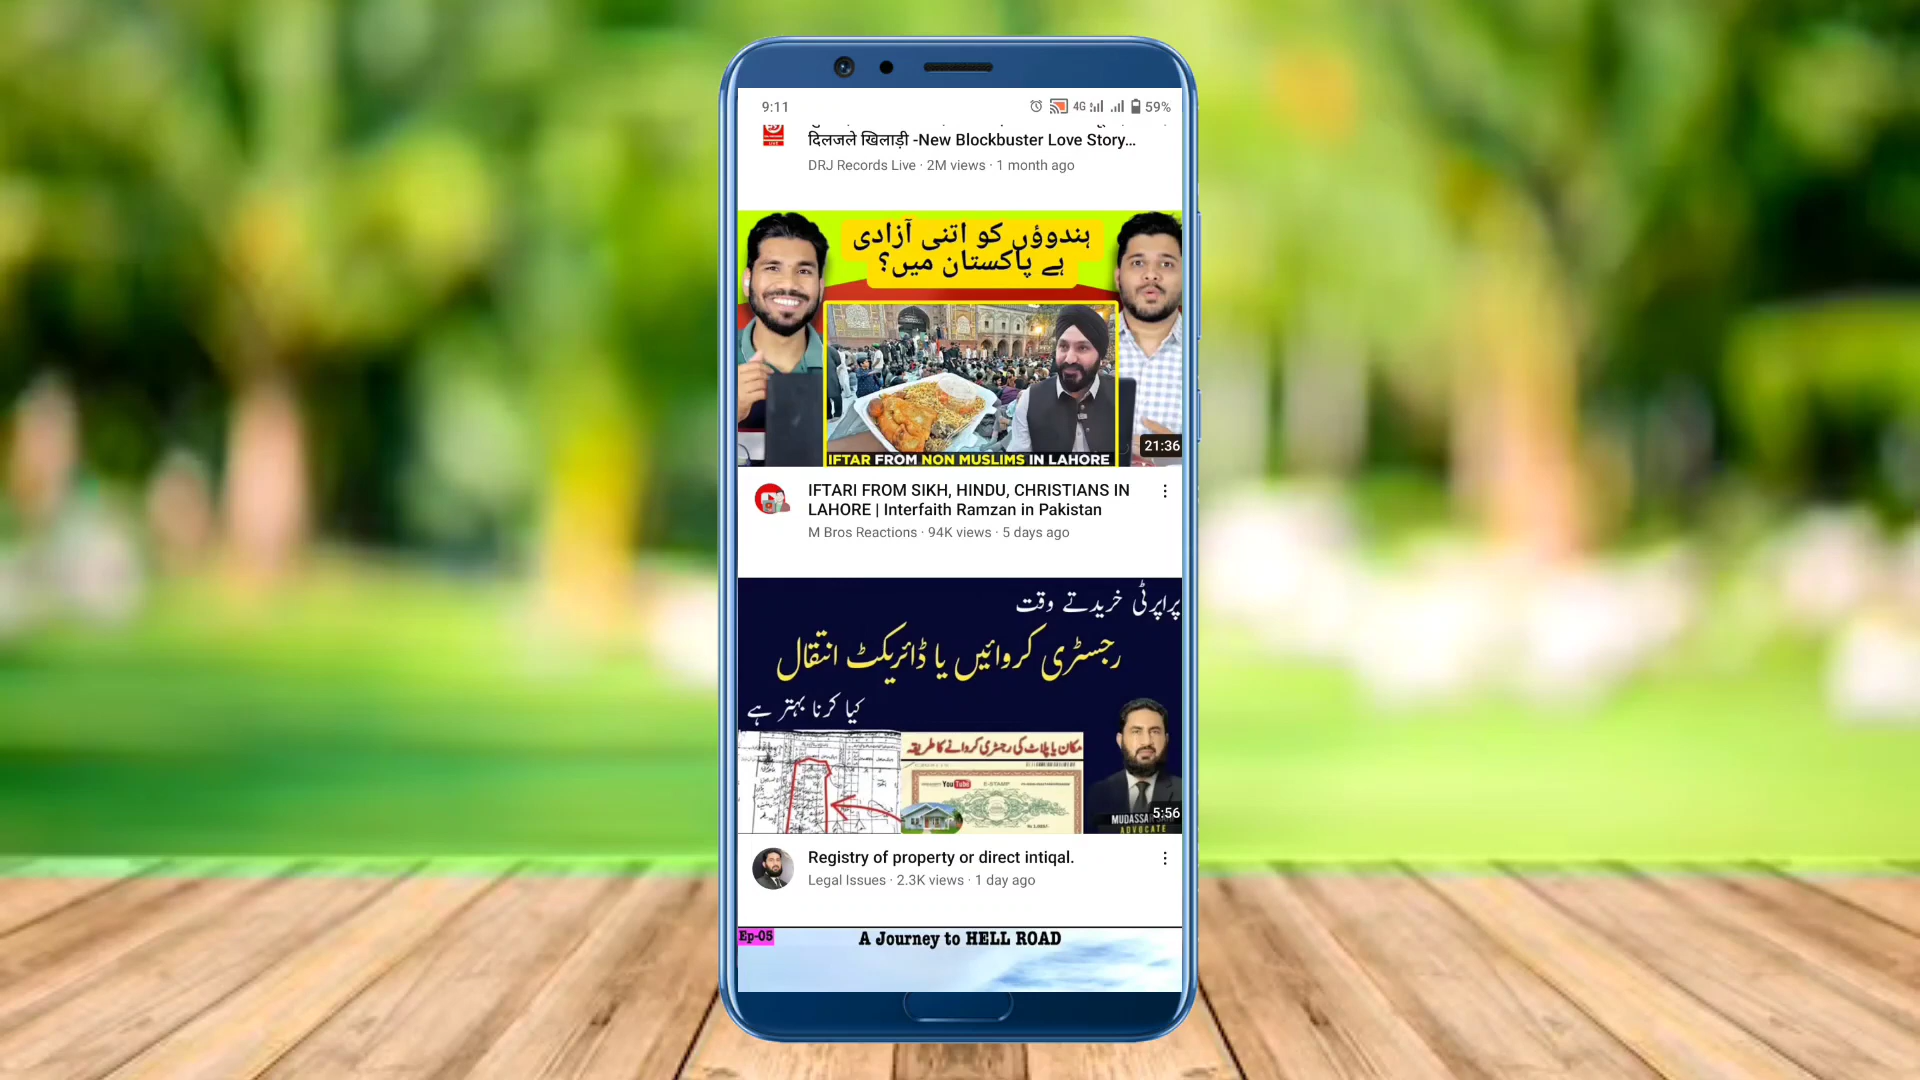 9:11
4G
59%
दिलजले खिलाड़ी -New Blockbuster Love Story...
DRJ Records Live · 2M views · 1 month ago
ہندوؤں کو اتنی آزادی
ہے پاکستان میں؟
21:36
IFTAR FROM NON MUSLIMS IN LAHORE
IFTARI FROM SIKH, HINDU, CHRISTIANS IN
LAHORE | Interfaith Ramzan in Pakistan
M Bros Reactions · 94K views · 5 days ago
پراپرٹی خریدتے وقت
رجسٹری کروائیں یا ڈائریکٹ انتقال
کیا کرنا بہتر ہے
مکان یا پلاٹ کی رجسٹری کروانے کا طریقہ
YouTube
E-STAMP
5:56
ADVOCATE
Registry of property or direct intiqal.
Legal Issues · 2.3K views · 1 day ago
Ep-05
A Journey to HELL ROAD